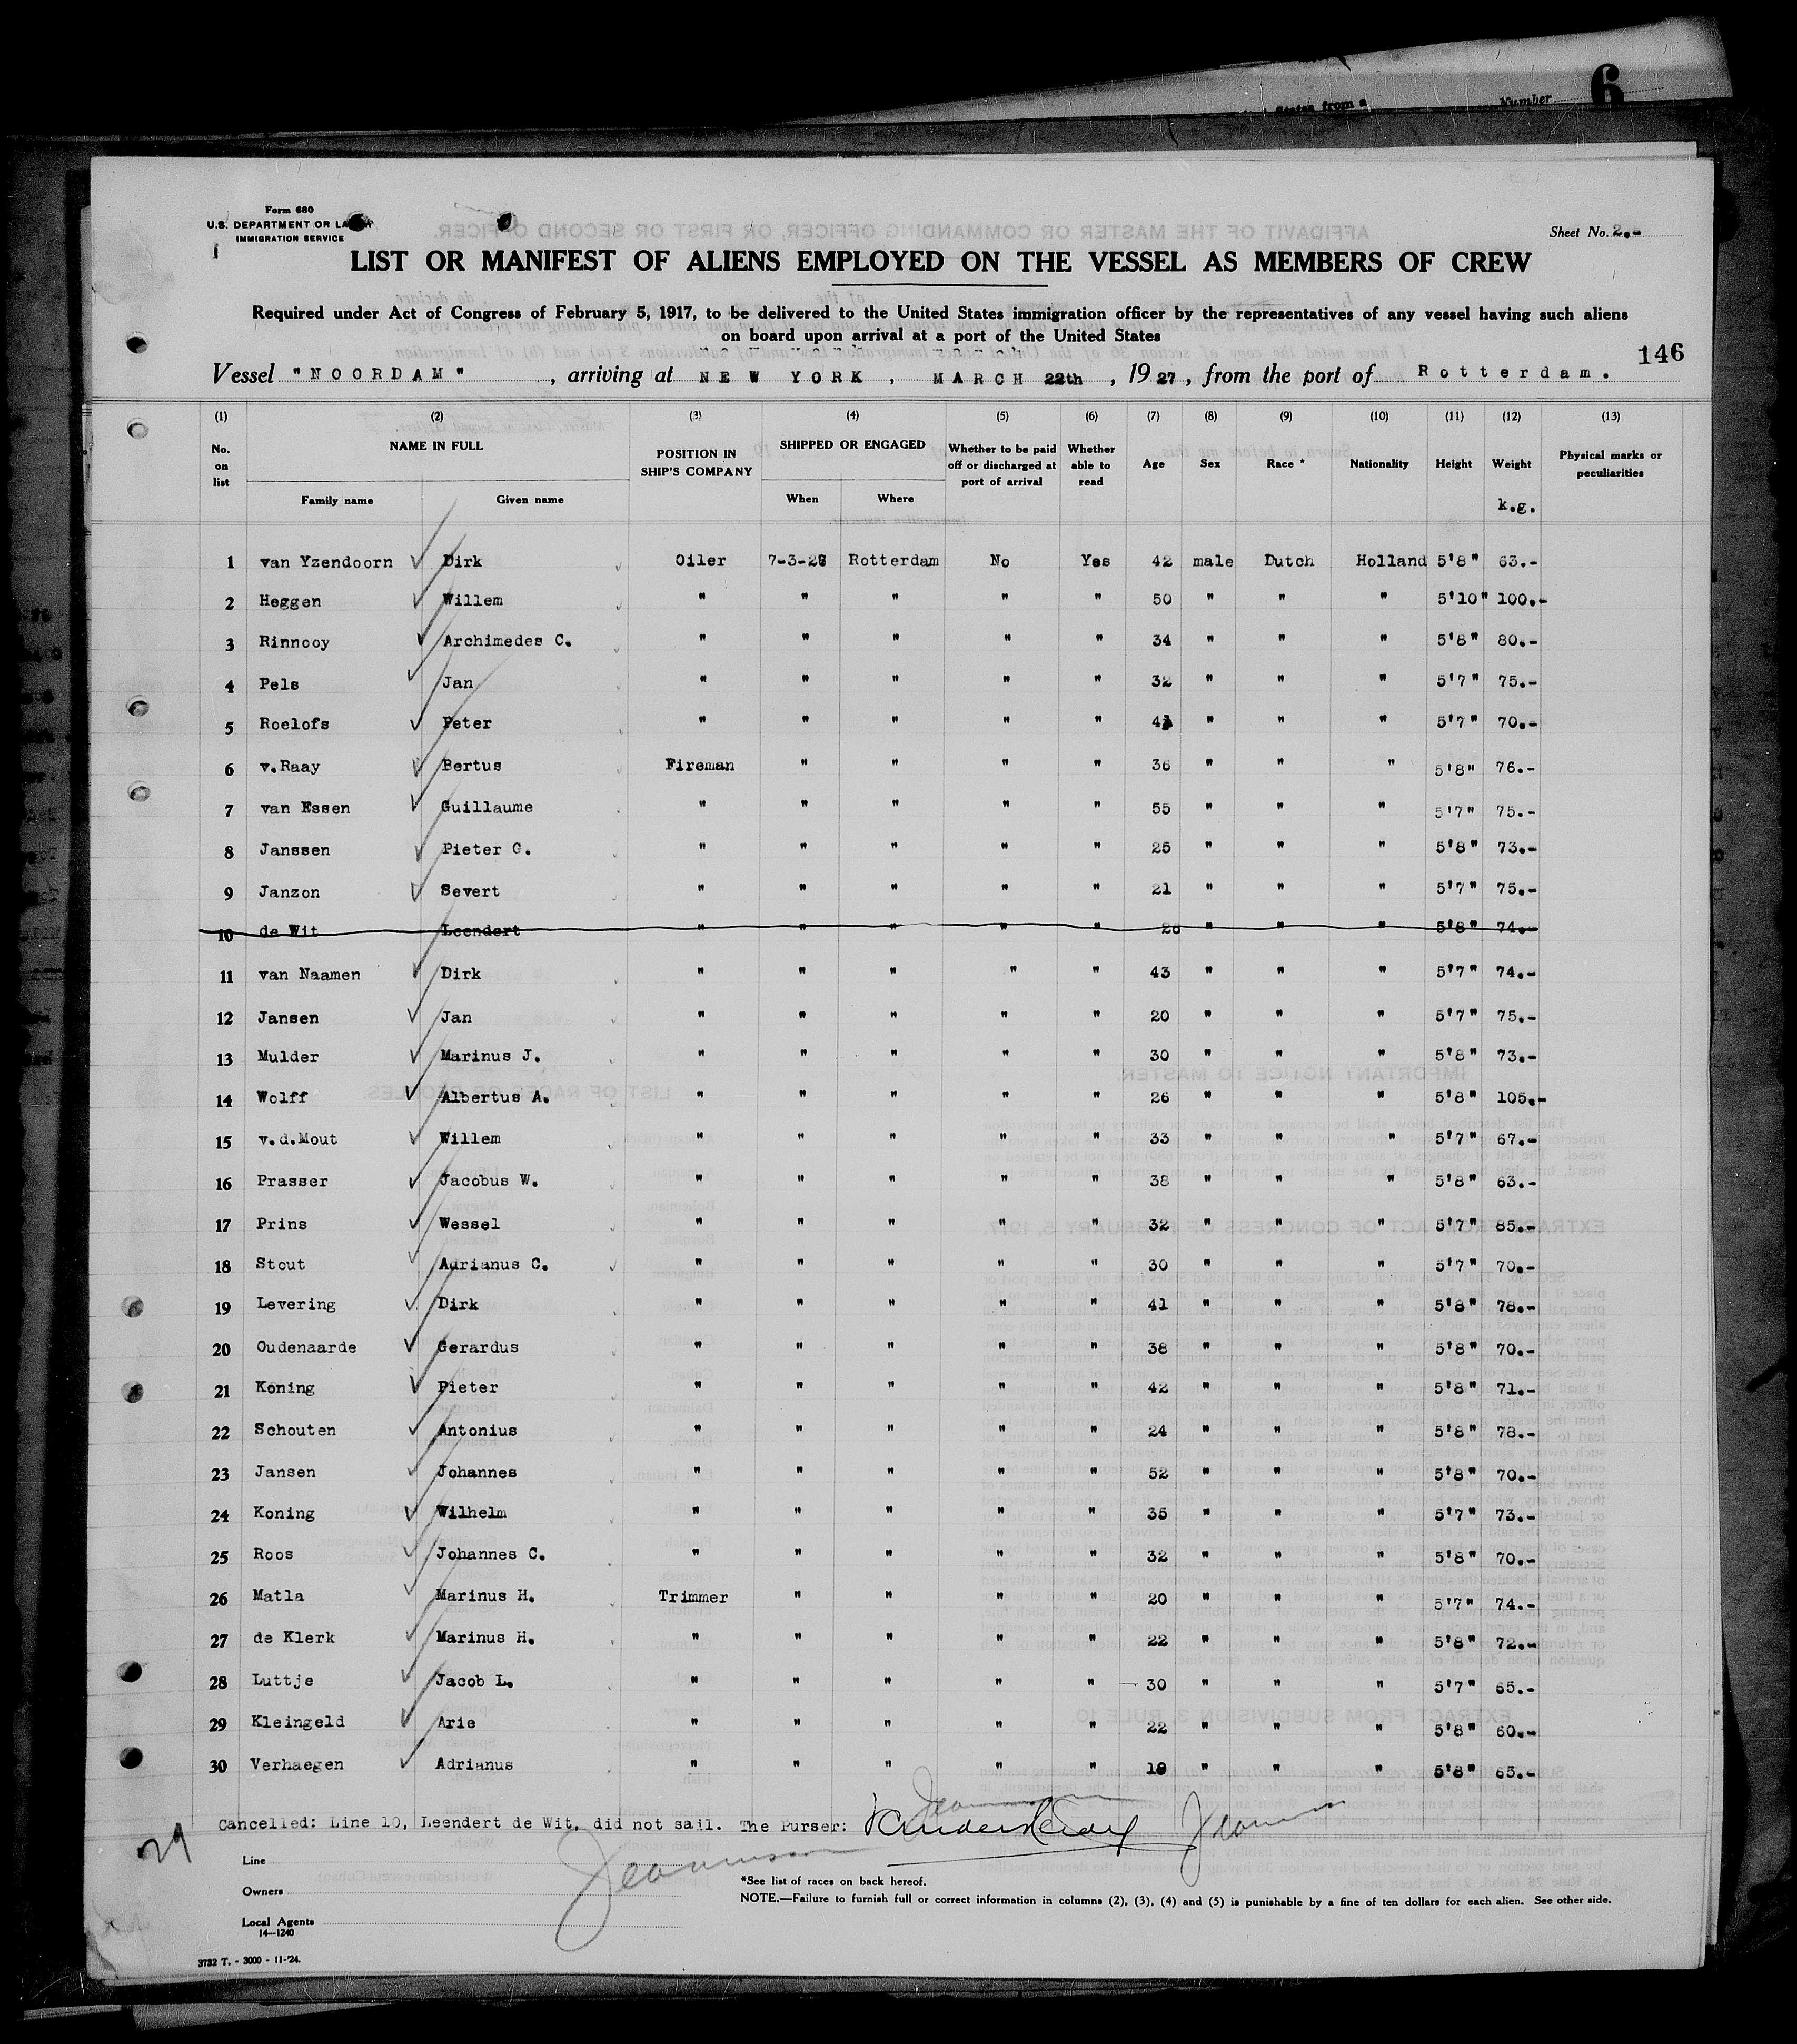 Number 6
Form 680
U.S. DEPARTMENT OR LABOR
IMMIGRATION SERVICE
Sheet No. 2.-
LIST OR MANIFEST OF ALIENS EMPLOYED ON THE VESSEL AS MEMBERS OF CREW
Required under Act of Congress of February 5, 1917, to be delivered to the United States immigration officer by the representatives of any vessel having such aliens
on board upon arrival at a port of the United States
146
Vessel "NOORDAM", arriving at NEW YORK, MARCH 22th, 1927, from the port of Rotterdam.
(1) (2) (3) (4) (5) (6) (7) (8) (9) (10) (11) (12) (13)
No. on list NAME IN FULL Family name Given name POSITION IN SHIP'S COMPANY SHIPPED OR ENGAGED When Where Whether to be paid off or discharged at port of arrival Whether able to read Age Sex Race * Nationality Height Weight k.g. Physical marks or peculiarities
1 van Yzendoorn Dirk Oiler 7-3-26 Rotterdam No Yes 42 male Dutch Holland 5'8" 63.-
2 Heggen Willem " " " " " 50 " " " 5'10" 100.-
3 Rinnooy Archimedes C. " " " " " 34 " " " 5'8" 80.-
4 Pels Jan " " " " " 32 " " " 5'7" 75.-
5 Roelofs Peter " " " " " " " " 5'7" 70.-
6 v.Raay Bertus Fireman " " " " 36 " " " 5'8" 76.-
7 van Essen Guillaume " " " " " 55 " " " 5'7" 75.-
8 Janssen Pieter G. " " " " " 25 " " " 5'8" 73.-
9 Janzon Severt " " " " " 21 " " " 5'7" 75.-
10 de Wit Leendert " " " " " 28 " " " 5'8" 74.-
11 van Naamen Dirk " " " " " 43 " " " 5'7" 74.-
12 Jansen Jan " " " " " 20 " " " 5'7" 75.-
13 Mulder Marinus J. " " " " " 30 " " " 5'8" 73.-
14 Wolff Albertus A. " " " " " 26 " " " 5'8" 105.-
15 v.d.Mout Willem " " " " " 33 " " " 5'7" 67.-
16 Prasser Jacobus W. " " " " " 38 " " " 5'8" 63.-
17 Prins Wessel " " " " " 32 " " " 5'7" 85.-
18 Stout Adrianus C. " " " " " 30 " " " 5'7" 70.-
19 Levering Dirk " " " " " 41 " " " 5'8" 78.-
20 Oudenaarde Gerardus " " " " " 38 " " " 5'8" 70.-
21 Koning Pieter " " " " " 42 " " " 5'8" 71.-
22 Schouten Antonius " " " " " 24 " " " 5'8" 78.-
23 Jansen Johannes " " " " " 52 " " " 5'8" 70.-
24 Koning Wilhelm " " " " " 35 " " " 5'7" 73.-
25 Roos Johannes C. " " " " " 32 " " " 5'8" 70.-
26 Matla Marinus H. Trimmer " " " " 20 " " " 5'7" 74.-
27 de Klerk Marinus H. " " " " " 22 " " " 5'8" 72.-
28 Luttje Jacob L. " " " " " 30 " " " 5'7" 65.-
29 Kleingeld Arie " " " " " 22 " " " 5'8" 60.-
30 Verhaegen Adrianus " " " " " 19 " " " 5'8" 63.-
Cancelled: Line 10, Leendert de Wit, did not sail. The Purser:
29
Line
Owners
Local Agents
14—1240
*See list of races on back hereof.
NOTE.—Failure to furnish full or correct information in columns (2), (3), (4) and (5) is punishable by a fine of ten dollars for each alien. See other side.
3732 T. - 3000 - 11-'24.